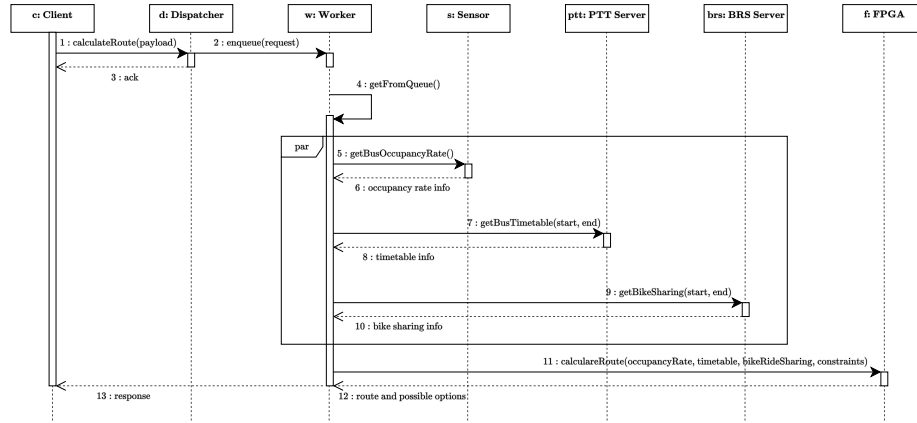 c: Client
d: Dispatcher
w: Worker
s: Sensor
ptt: PTT Server
brs: BRS Server
f: FPGA
1 : calculateRoute(payload)
2 : enqueue(request)
3 : ack
4 : getFromQueue()
par
5 : getBusOccupancyRate()
6 : occupancy rate info
7 : getBusTimetable(start, end)
8 : timetable info
9 : getBikeSharing(start, end)
10 : bike sharing info
11 : calculareRoute(occupancyRate, timetable, bikeRideSharing, constraints)
13 : response
12 : route and possible options